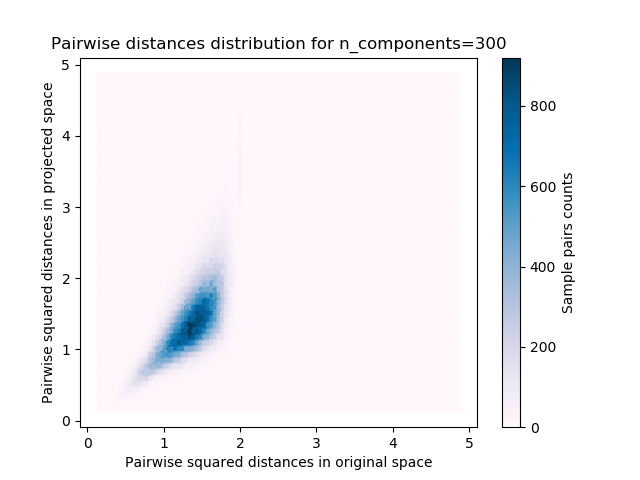 Pairwise distances distribution for n_components=300
Pairwise squared distances in projected space
5
4
3
2
1
0
0 1 2 3 4 5
Pairwise squared distances in original space
800
600
400
200
0
Sample pairs counts